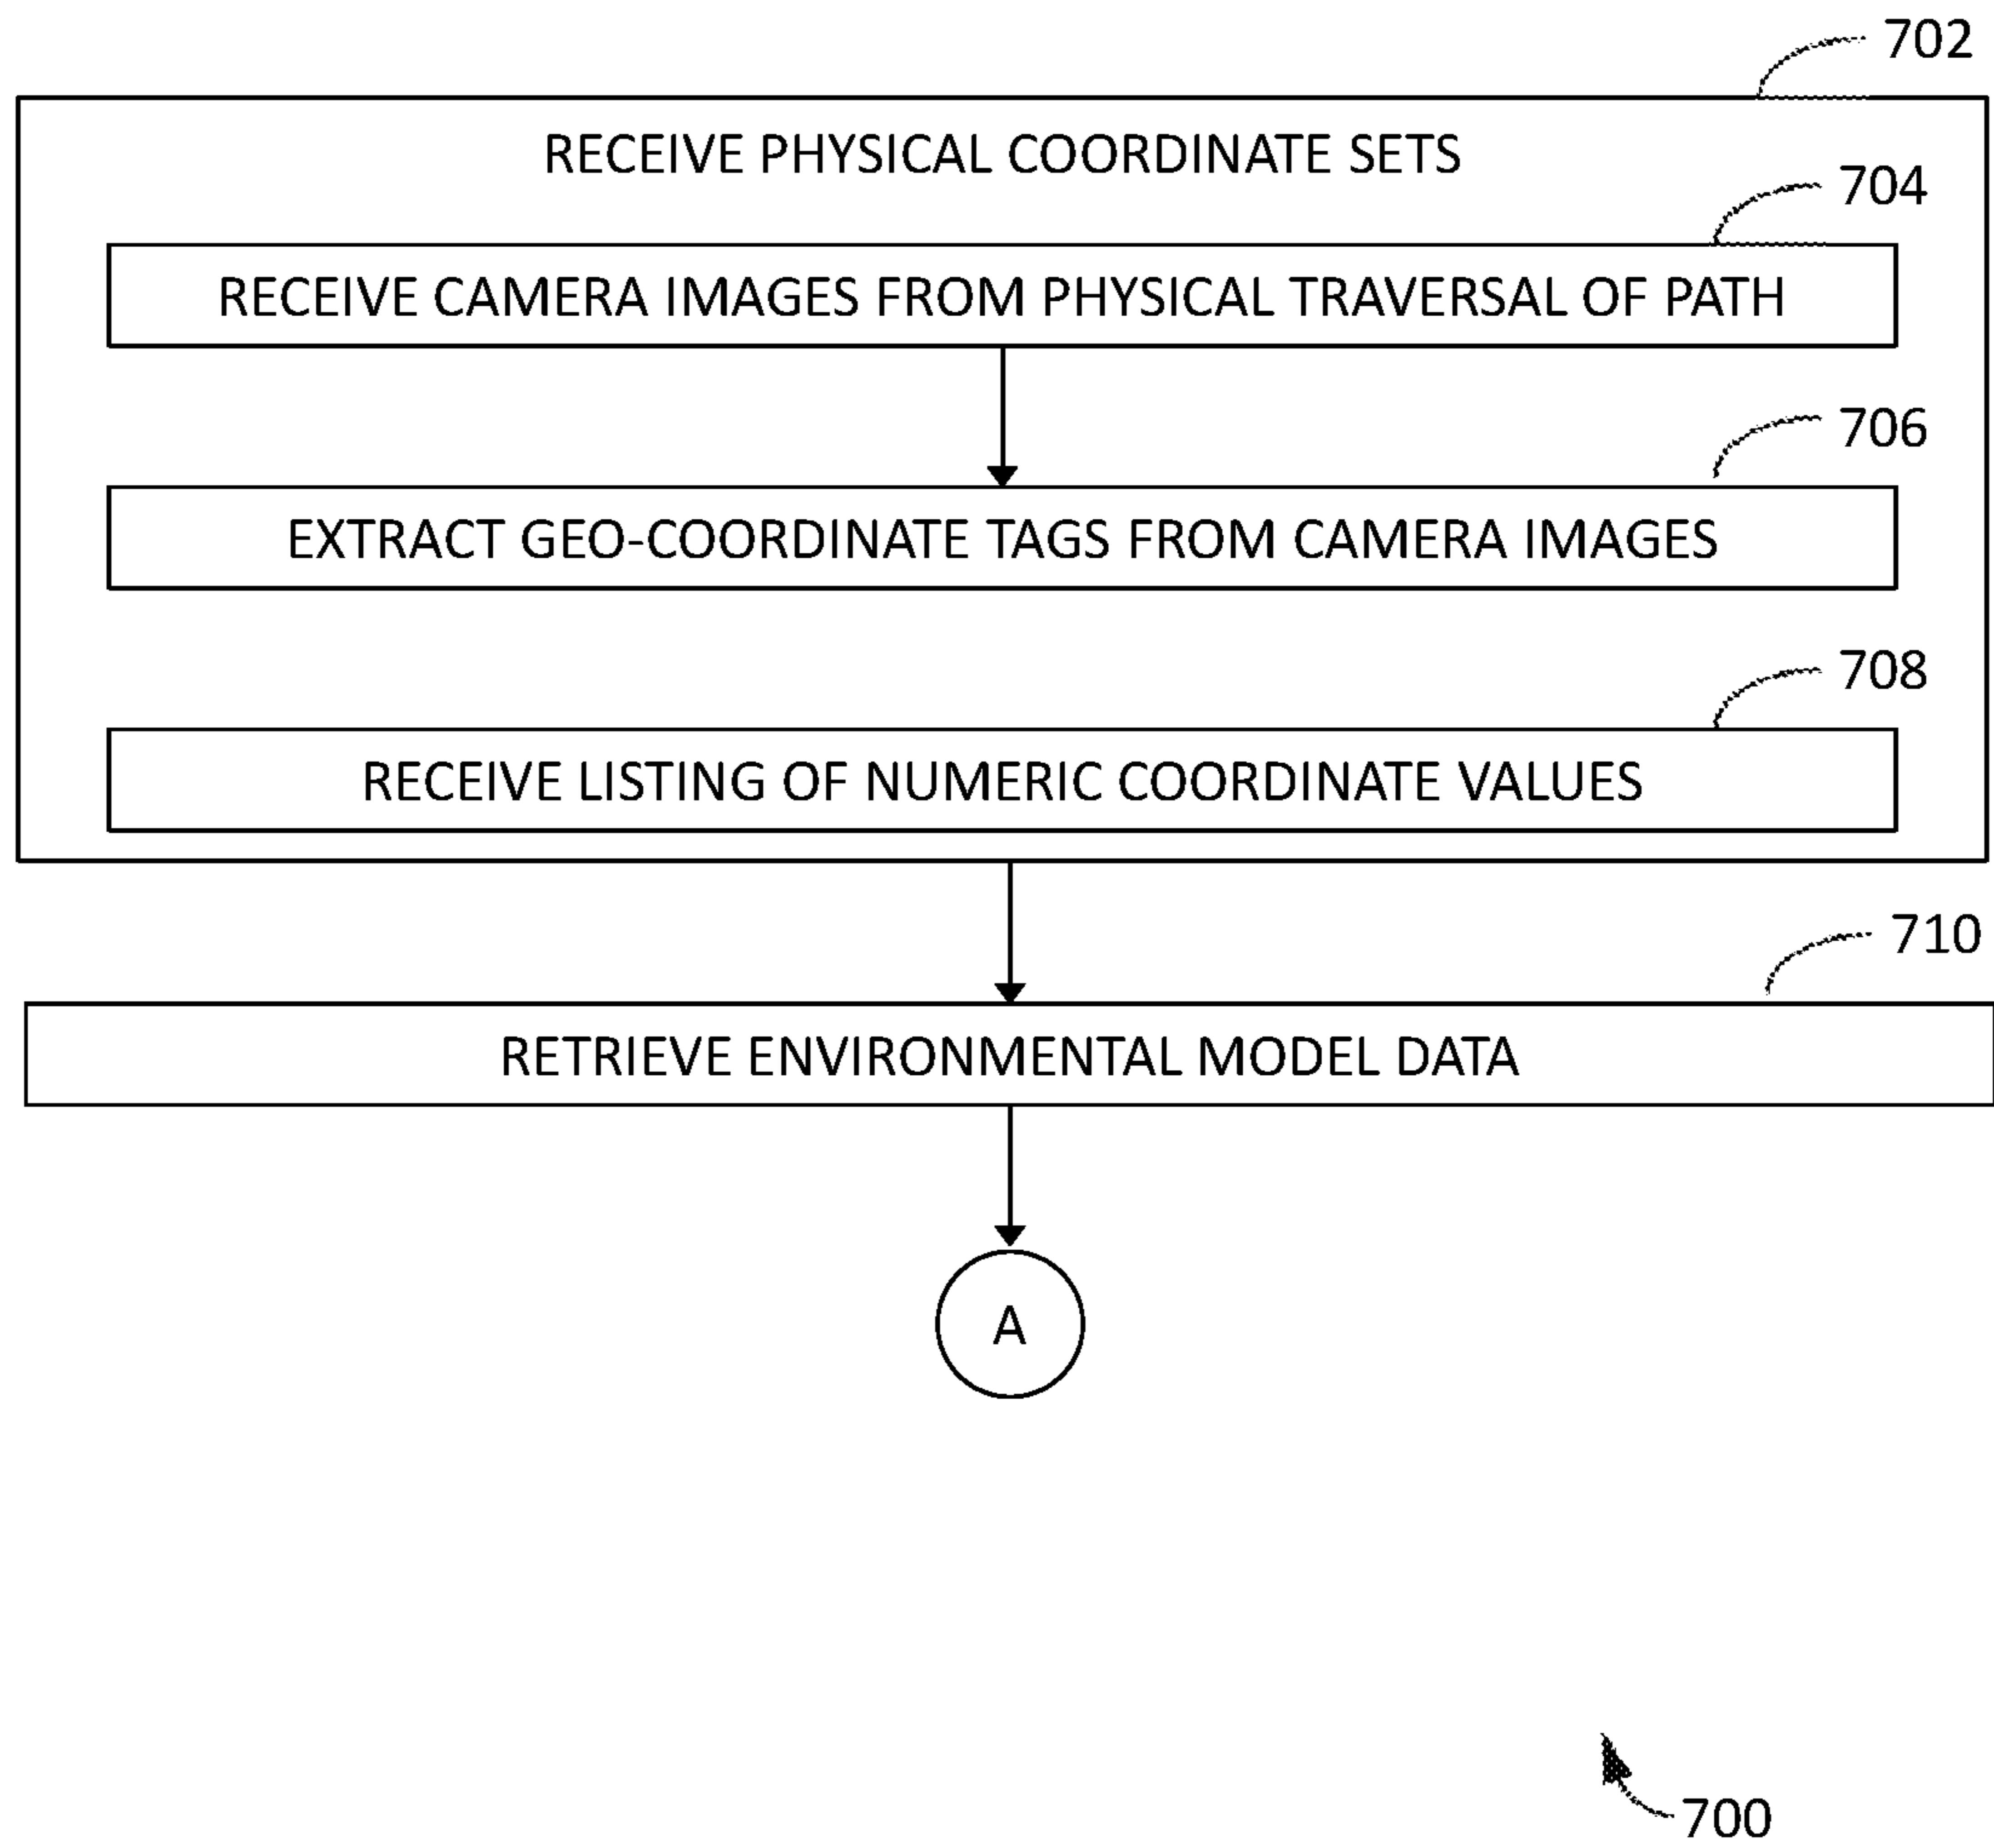 702
RECEIVE PHYSICAL COORDINATE SETS
704
RECEIVE CAMERA IMAGES FROM PHYSICAL TRAVERSAL OF PATH
706
EXTRACT GEO-COORDINATE TAGS FROM CAMERA IMAGES
708
RECEIVE LISTING OF NUMERIC COORDINATE VALUES
710
RETRIEVE ENVIRONMENTAL MODEL DATA
A
700